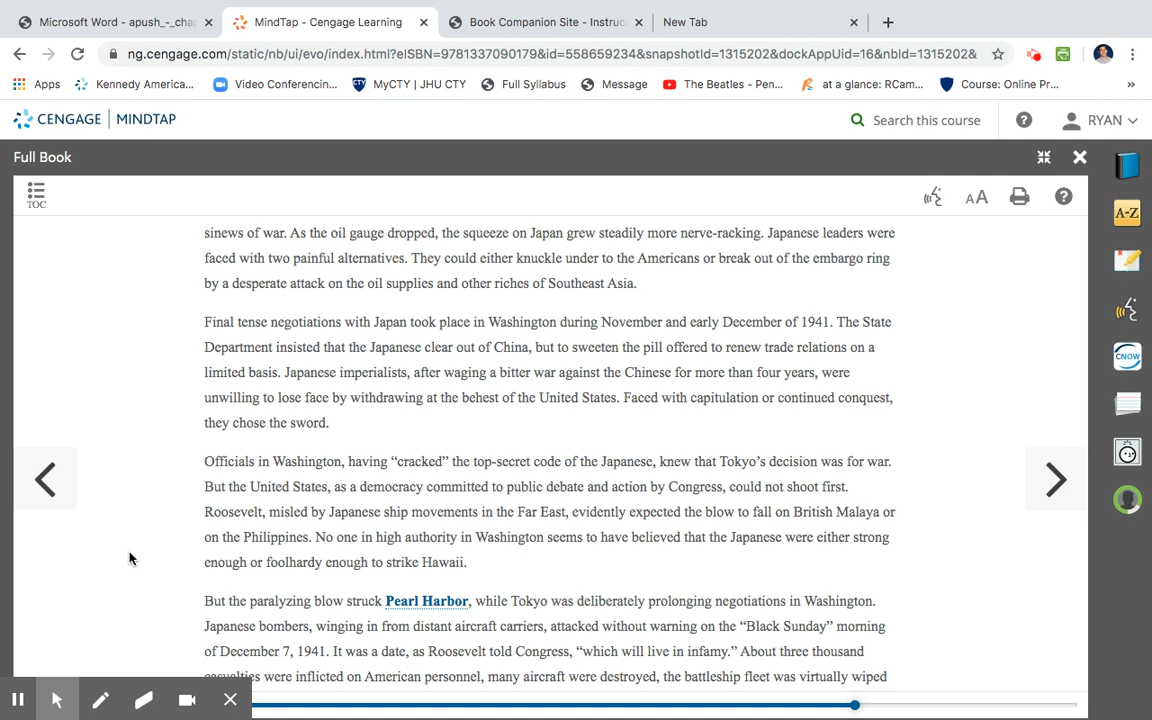 Microsoft Word - apush_-_cha
MindTap - Cengage Learning
Book Companion Site - Instruc
New Tab
ng.cengage.com/static/nb/ui/evo/index.html?eISBN=9781337090179&id=558659234&snapshotId=1315202&dockAppUid=16&nbId=1315202&
Apps
Kennedy America...
Video Conferencin...
MyCTY | JHU CTY
Full Syllabus
Message
The Beatles - Pen...
at a glance: RCam...
Course: Online Pr...
»
CENGAGE | MINDTAP
Search this course
RYAN
Full Book
TOC
AA
A-Z
CNOW
sinews of war. As the oil gauge dropped, the squeeze on Japan grew steadily more nerve-racking. Japanese leaders were
faced with two painful alternatives. They could either knuckle under to the Americans or break out of the embargo ring
by a desperate attack on the oil supplies and other riches of Southeast Asia.
Final tense negotiations with Japan took place in Washington during November and early December of 1941. The State
Department insisted that the Japanese clear out of China, but to sweeten the pill offered to renew trade relations on a
limited basis. Japanese imperialists, after waging a bitter war against the Chinese for more than four years, were
unwilling to lose face by withdrawing at the behest of the United States. Faced with capitulation or continued conquest,
they chose the sword.
Officials in Washington, having “cracked” the top-secret code of the Japanese, knew that Tokyo’s decision was for war.
But the United States, as a democracy committed to public debate and action by Congress, could not shoot first.
Roosevelt, misled by Japanese ship movements in the Far East, evidently expected the blow to fall on British Malaya or
on the Philippines. No one in high authority in Washington seems to have believed that the Japanese were either strong
enough or foolhardy enough to strike Hawaii.
But the paralyzing blow struck Pearl Harbor, while Tokyo was deliberately prolonging negotiations in Washington.
Japanese bombers, winging in from distant aircraft carriers, attacked without warning on the “Black Sunday” morning
of December 7, 1941. It was a date, as Roosevelt told Congress, “which will live in infamy.” About three thousand
casualties were inflicted on American personnel, many aircraft were destroyed, the battleship fleet was virtually wiped